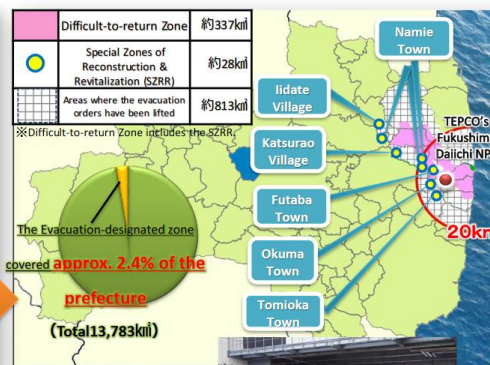 Difficult-to-return Zone 約337k㎡
Special Zones of
Reconstruction &
Revitalization (SZRR)
約28k㎡
Areas where the evacuation
orders have been lifted
約813k㎡
※Difficult-to-return Zone includes the SZRR.
Namie
Town
Iidate
Village
Katsurao
Village
Futaba
Town
Okuma
Town
Tomioka
Town
TEPCO's
Fukushim
Daiichi NP
20km
The Evacuation-designated zone
covered approx. 2.4% of the
prefecture
(Total13,783k㎡)